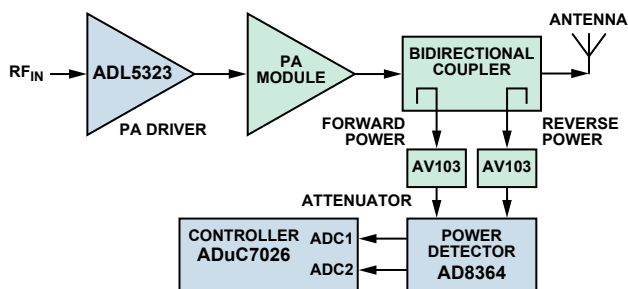 ANTENNA
RFIN
ADL5323
PA DRIVER
PA
MODULE
BIDIRECTIONAL
COUPLER
FORWARD
POWER
REVERSE
POWER
AV103
AV103
ATTENUATOR
CONTROLLER
ADuC7026
ADC1
ADC2
POWER
DETECTOR
AD8364